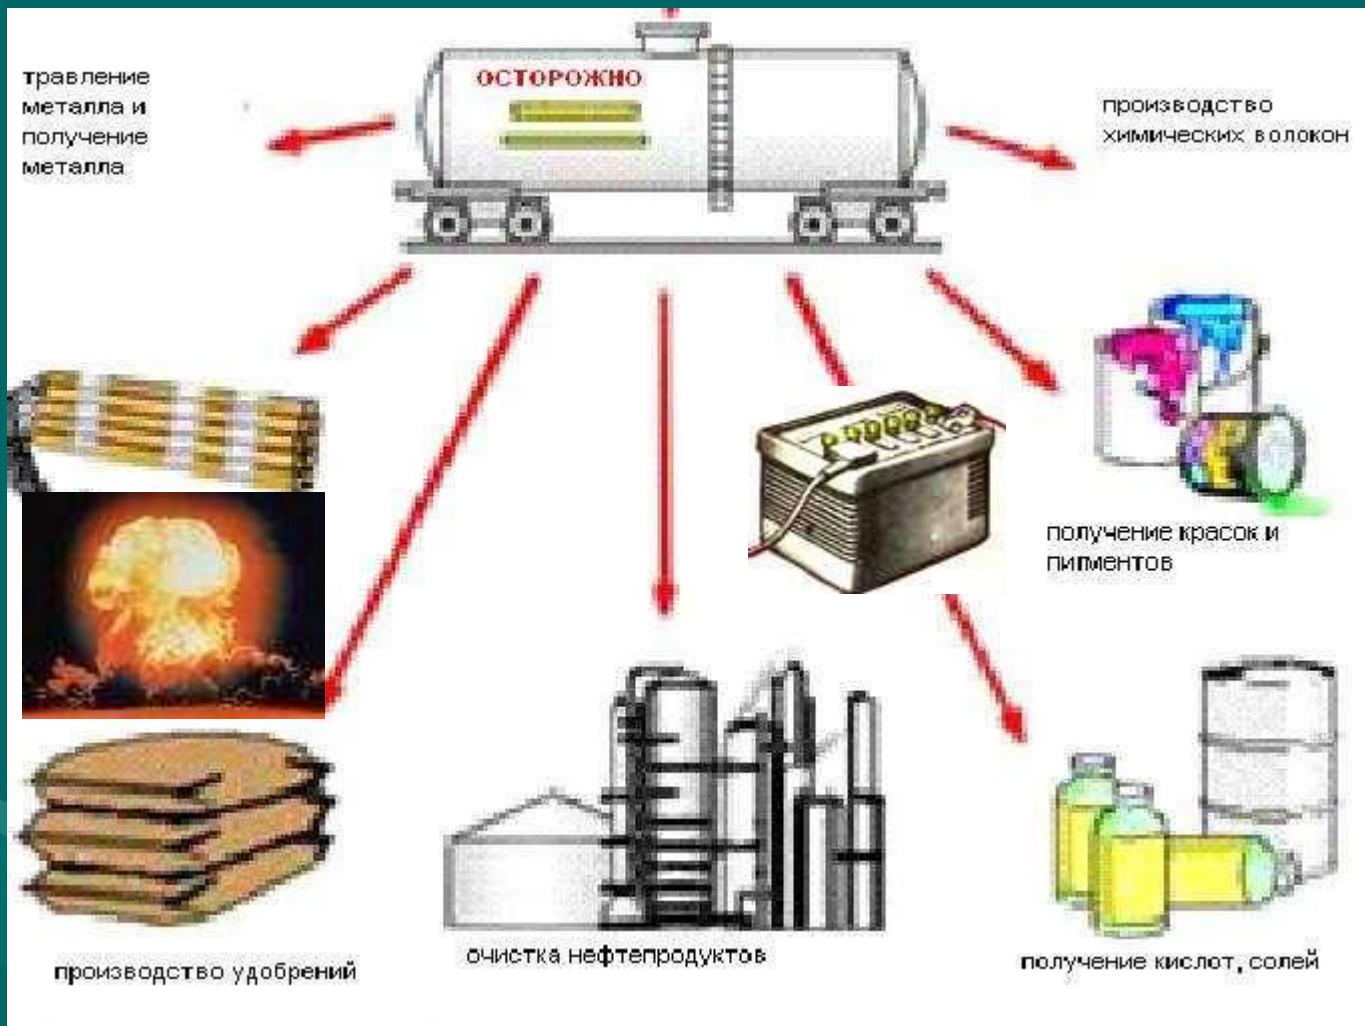 травление
металла и
получение
металла
ОСТОРОЖНО
производство
химических волокон
получение красок и
пигментов
производство удобрений
очистка нефтепродуктов
получение кислот, солей